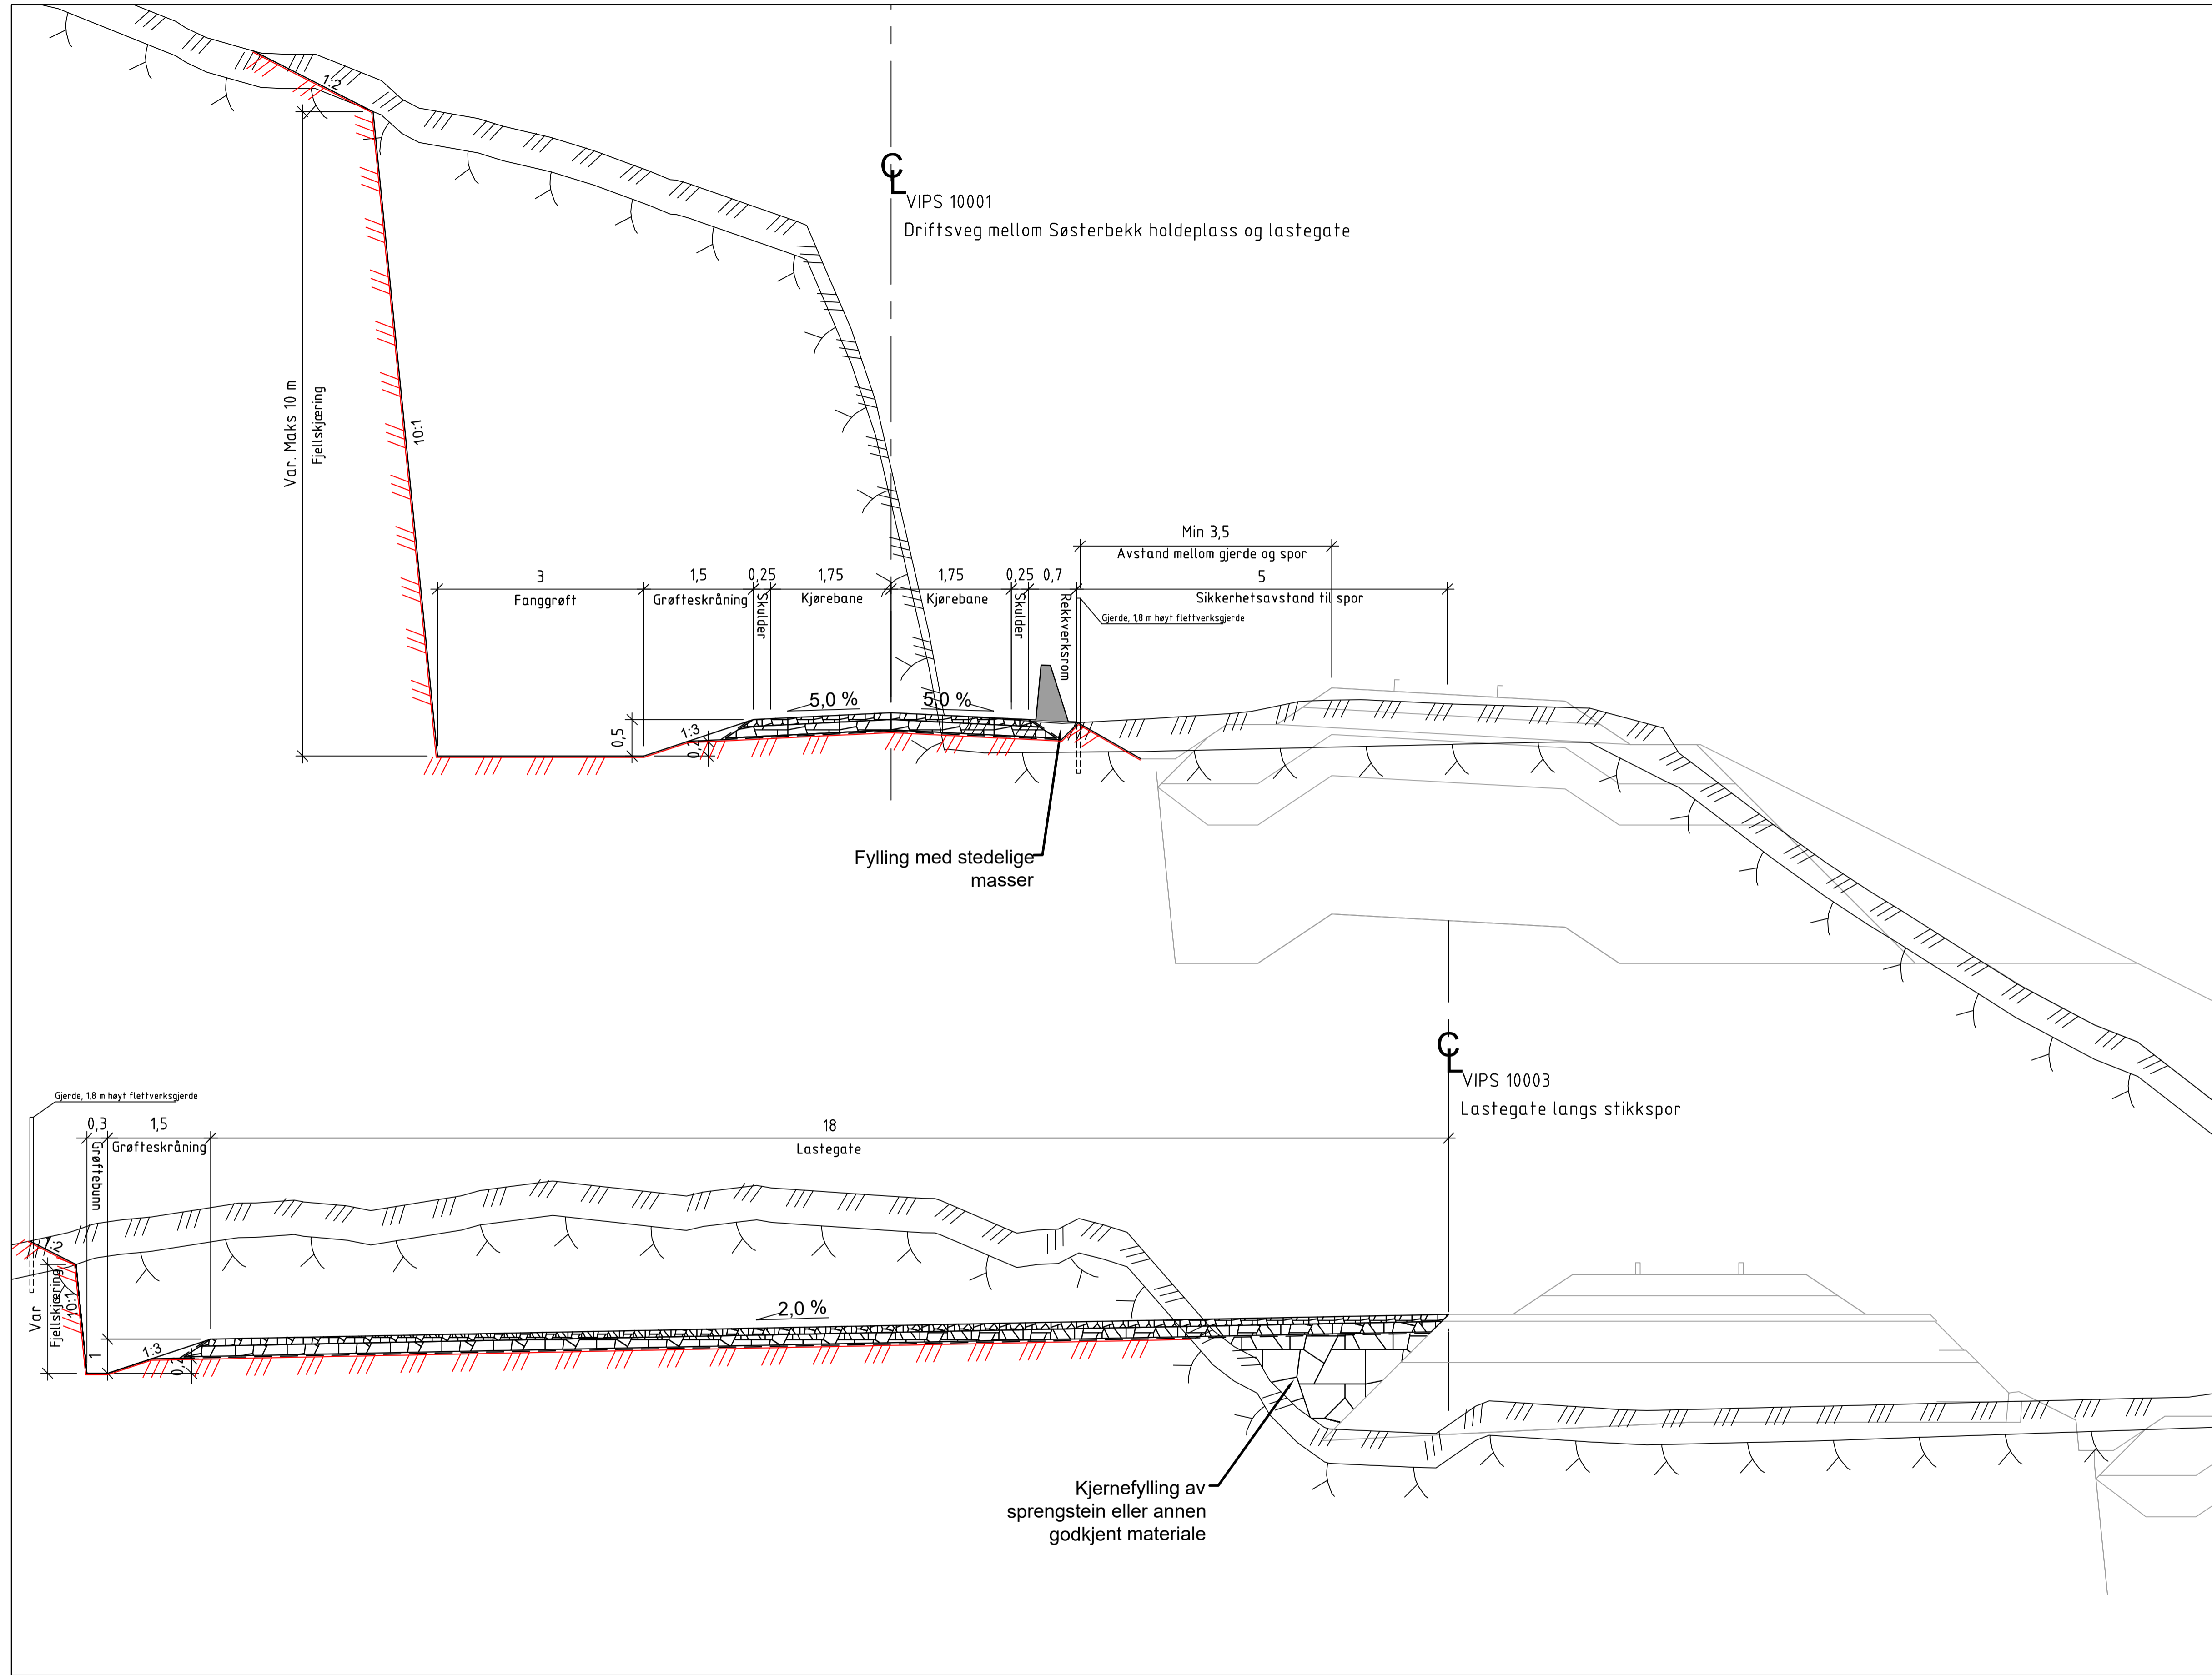 1:2
CL
VIPS 10001
Driftsveg mellom Søsterbekk holdeplass og lastegate
Var. Maks 10 m
Fjellskjæring
10:1
Min 3,5
Avstand mellom gjerde og spor
3
1,5
0,25
1,75
1,75
0,25
0,7
5
Fanggrøft
Grøfteskråning
Skulder
Kjørebane
Kjørebane
Skulder
Rekkverksrom
Sikkerhetsavstand til spor
Gjerde, 1,8 m høyt flettverksgjerde
5,0 %
5,0 %
0,5
1:3
Fylling med stedelige
masser
CL
VIPS 10003
Lastegate langs stikkspor
Gjerde, 1,8 m høyt flettverksgjerde
0,3
1,5
18
Grøftebunn
Grøfteskråning
Lastegate
1:2
Var
Fjellskjæring
10:1
2,0 %
1
1:3
Kjernefylling av
sprengstein eller annen
godkjent materiale